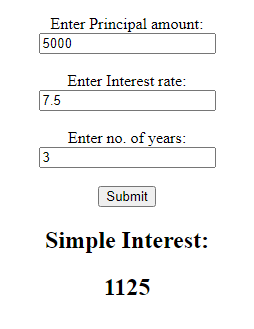 Enter Principal amount:
5000
Enter Interest rate:
7.5
Enter no. of years:
3
Submit
Simple Interest:
1125